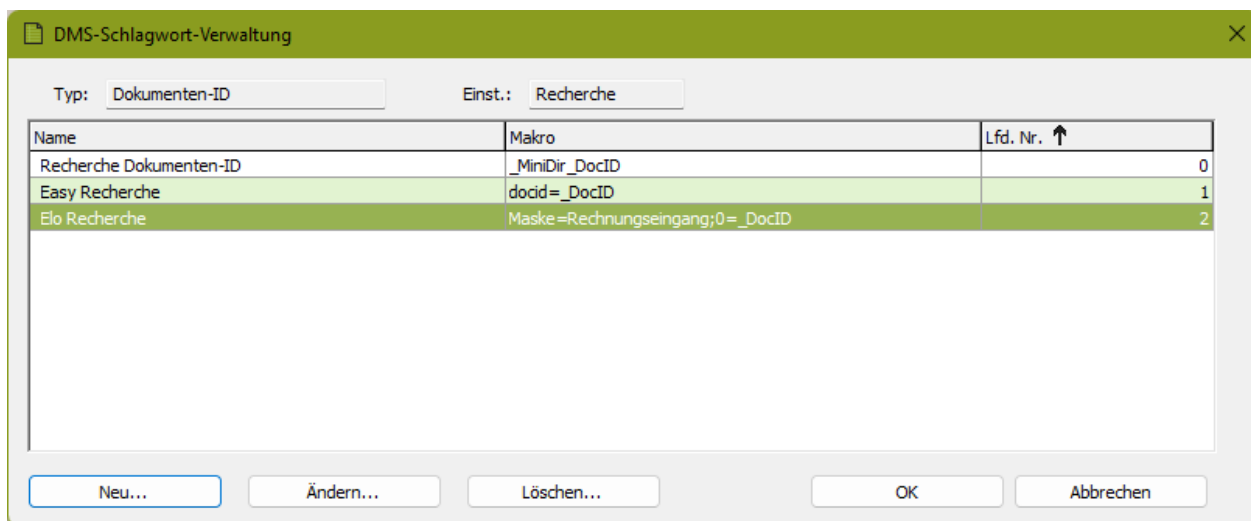 DMS-Schlagwort-Verwaltung
Typ: Dokumenten-ID Einst.: Recherche
Name Makro Lfd. Nr.
Recherche Dokumenten-ID _MiniDir_DocID 0
Easy Recherche docid=_DocID 1
Elo Recherche Maske=Rechnungseingang;0=_DocID 2
Neu... Ändern... Löschen... OK Abbrechen